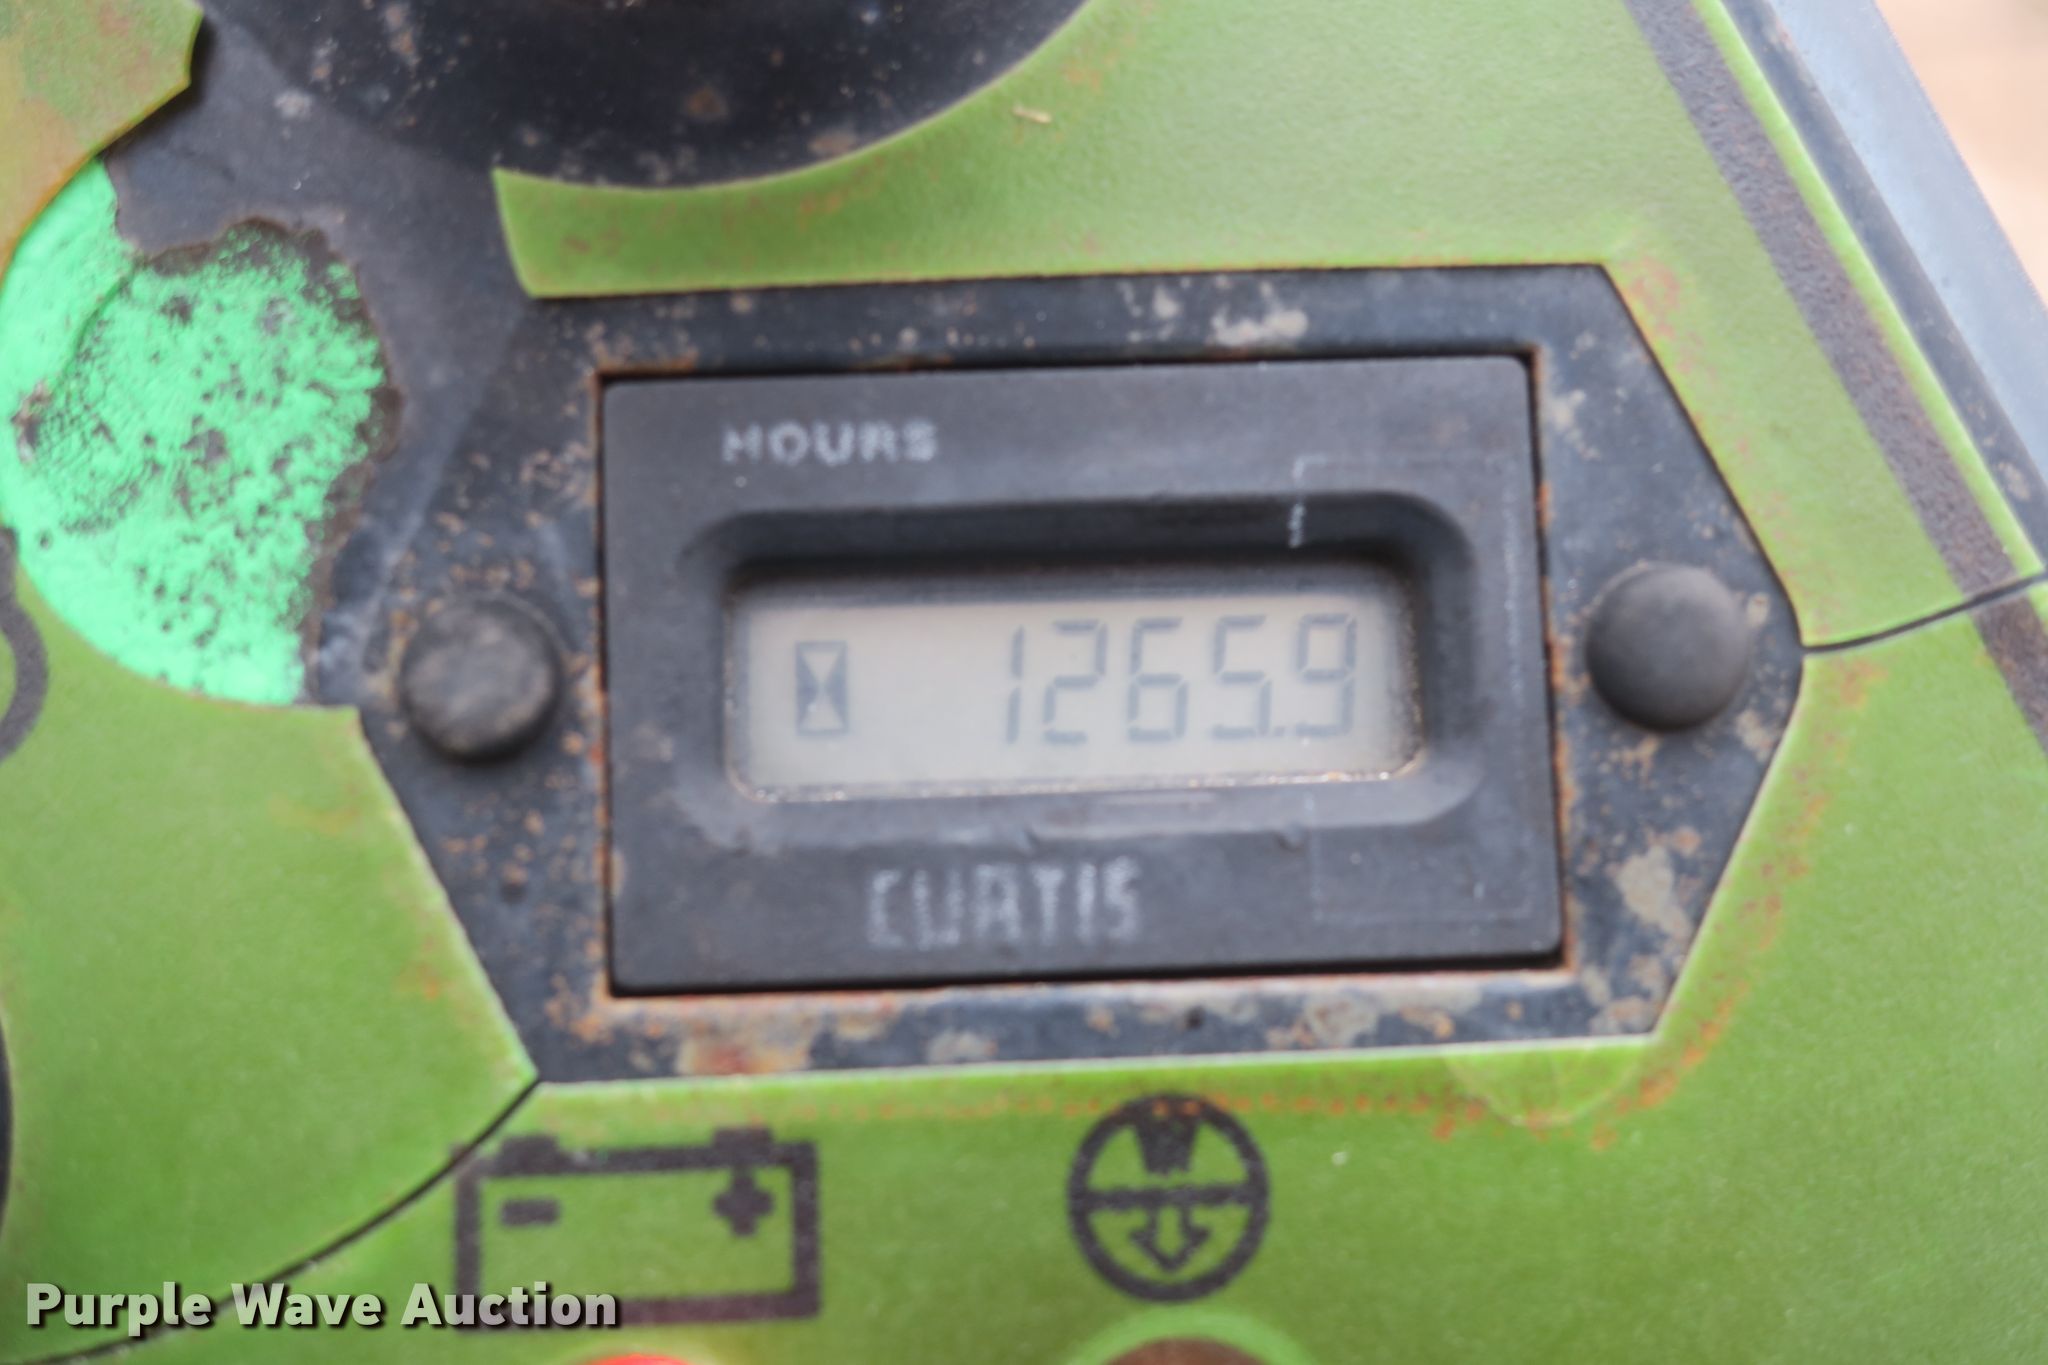 HOURS
1265.9
CURTIS
Purple Wave Auction